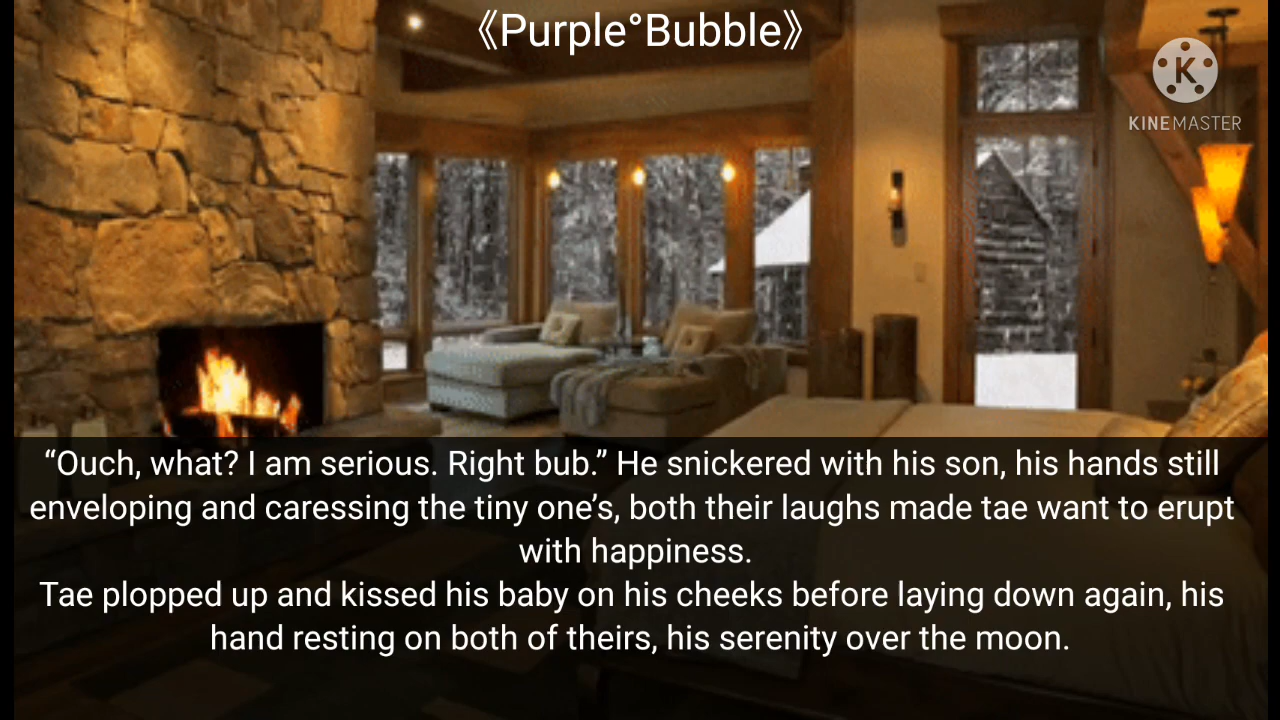 《Purple°Bubble》
KINEMASTER
“Ouch, what? I am serious. Right bub.” He snickered with his son, his hands still
enveloping and caressing the tiny one’s, both their laughs made tae want to erupt
with happiness.
Tae plopped up and kissed his baby on his cheeks before laying down again, his
hand resting on both of theirs, his serenity over the moon.